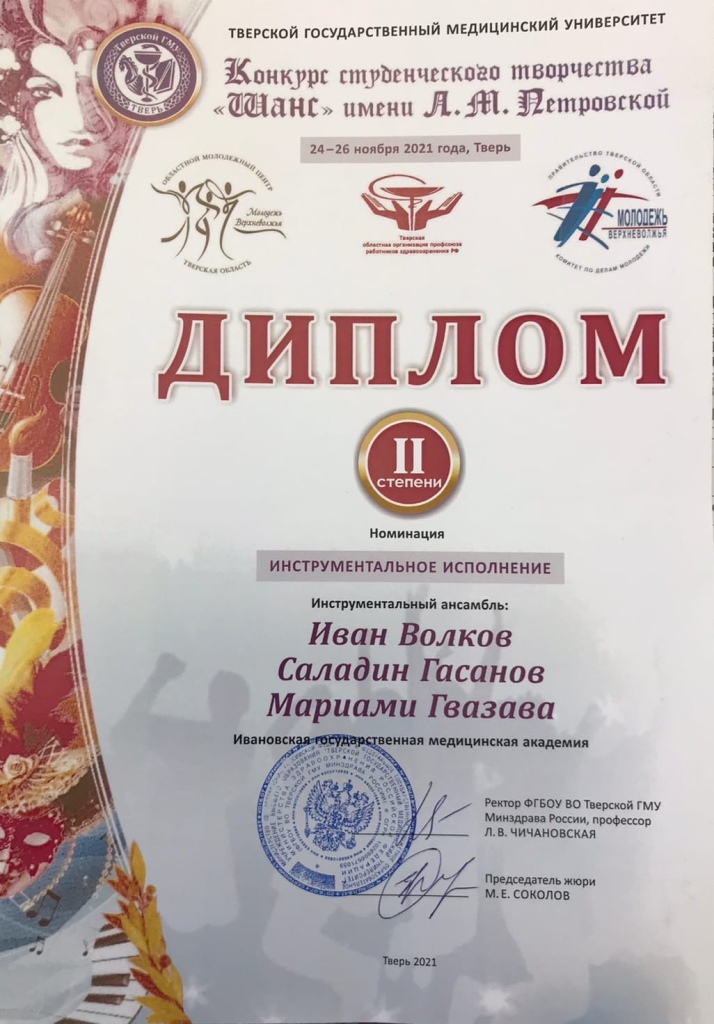 ТВЕРСКОЙ ГОСУДАРСТВЕННЫЙ МЕДИЦИНСКИЙ УНИВЕРСИТЕТ
Тверской ГМУ
ТВЕРЬ
Конкурс студенческого творчества
«Шанс» имени А.М. Петровской
24–26 ноября 2021 года, Тверь
ОБЛАСТНОЙ МОЛОДЕЖНЫЙ ЦЕНТР
Молодежь
Верхневолжья
ТВЕРСКАЯ ОБЛАСТЬ
Тверская
областная организация профсоюза
работников здравоохранения РФ
ПРАВИТЕЛЬСТВО ТВЕРСКОЙ ОБЛАСТИ
МОЛОДЕЖЬ
ВЕРХНЕВОЛЖЬЯ
КОМИТЕТ ПО ДЕЛАМ МОЛОДЕЖИ
ДИПЛОМ
II
СТЕПЕНИ
Номинация
ИНСТРУМЕНТАЛЬНОЕ ИСПОЛНЕНИЕ
Инструментальный ансамбль:
Иван Волков
Саладин Гасанов
Мариами Гвазава
Ивановская государственная медицинская академия
Ректор ФГБОУ ВО Тверской ГМУ
Минздрава России, профессор
Л.В. ЧИЧАНОВСКАЯ
Председатель жюри
М.Е. СОКОЛОВ
Тверь 2021